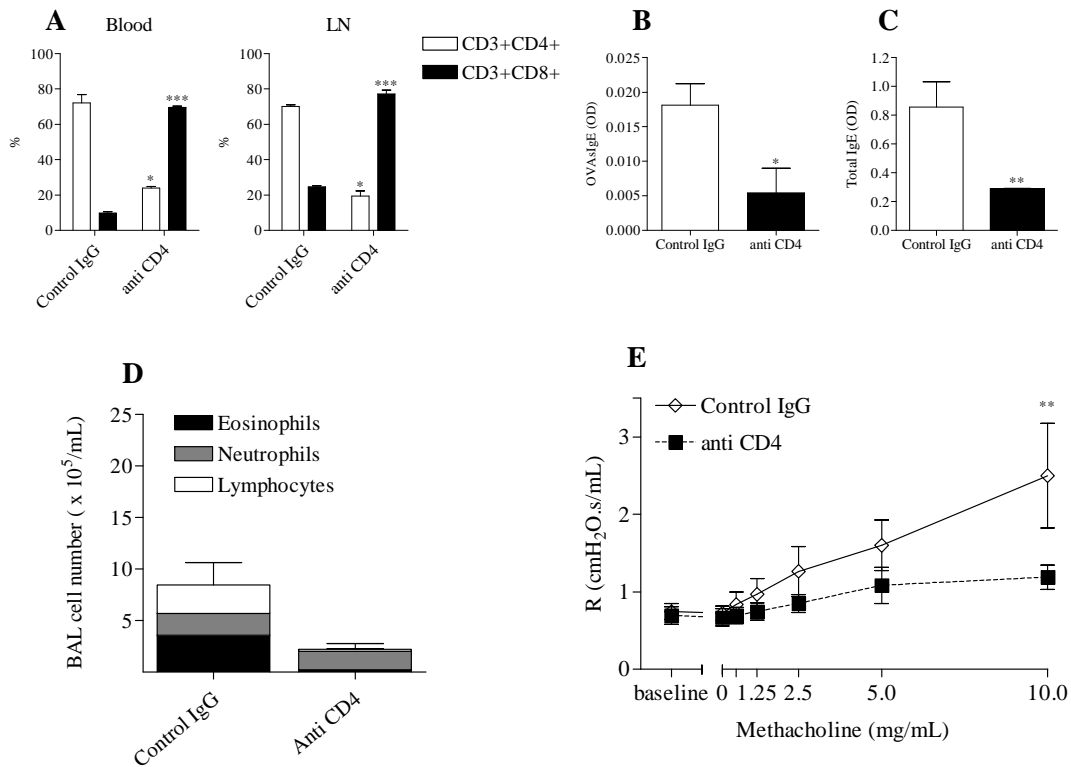 A
Blood
LN
CD3+CD4+
CD3+CD8+
100
80
60
40
20
0
%
*
***
Control IgG
anti CD4
100
80
60
40
20
0
%
*
***
Control IgG
anti CD4
B
0.025
0.020
0.015
0.010
0.005
0.000
OVAsIgE (OD)
*
Control IgG
anti CD4
C
1.2
1.0
0.8
0.6
0.4
0.2
0.0
Total IgE (OD)
**
Control IgG
anti CD4
D
25
20
15
10
5
BAL cell number ( x 10⁵/mL)
Eosinophils
Neutrophils
Lymphocytes
Control IgG
Anti CD4
E
Control IgG
anti CD4
**
3
2
1
0
R (cmH₂O.s/mL)
baseline 0 1.25 2.5 5.0 10.0
Methacholine (mg/mL)